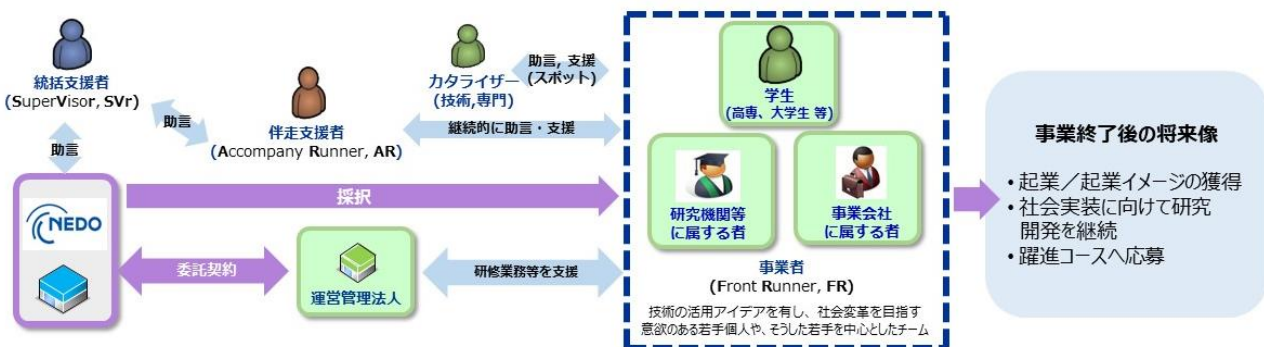 統括支援者
(SuperVisor, SVr)
助言
助言
伴走支援者
(Accompany Runner, AR)
カタライザー
(技術,専門)
助言, 支援
(スポット)
継続的に助言・支援
NEDO
採択
委託契約
運営管理法人
研修業務等を支援
学生
(高専、大学生 等)
研究機関等
に属する者
事業会社
に属する者
事業者
(Front Runner, FR)
技術の活用アイデアを有し、社会変革を目指す
意欲のある若手個人や、そうした若手を中心としたチーム
事業終了後の将来像
• 起業／起業イメージの獲得
• 社会実装に向けて研究
開発を継続
• 躍進コースへ応募